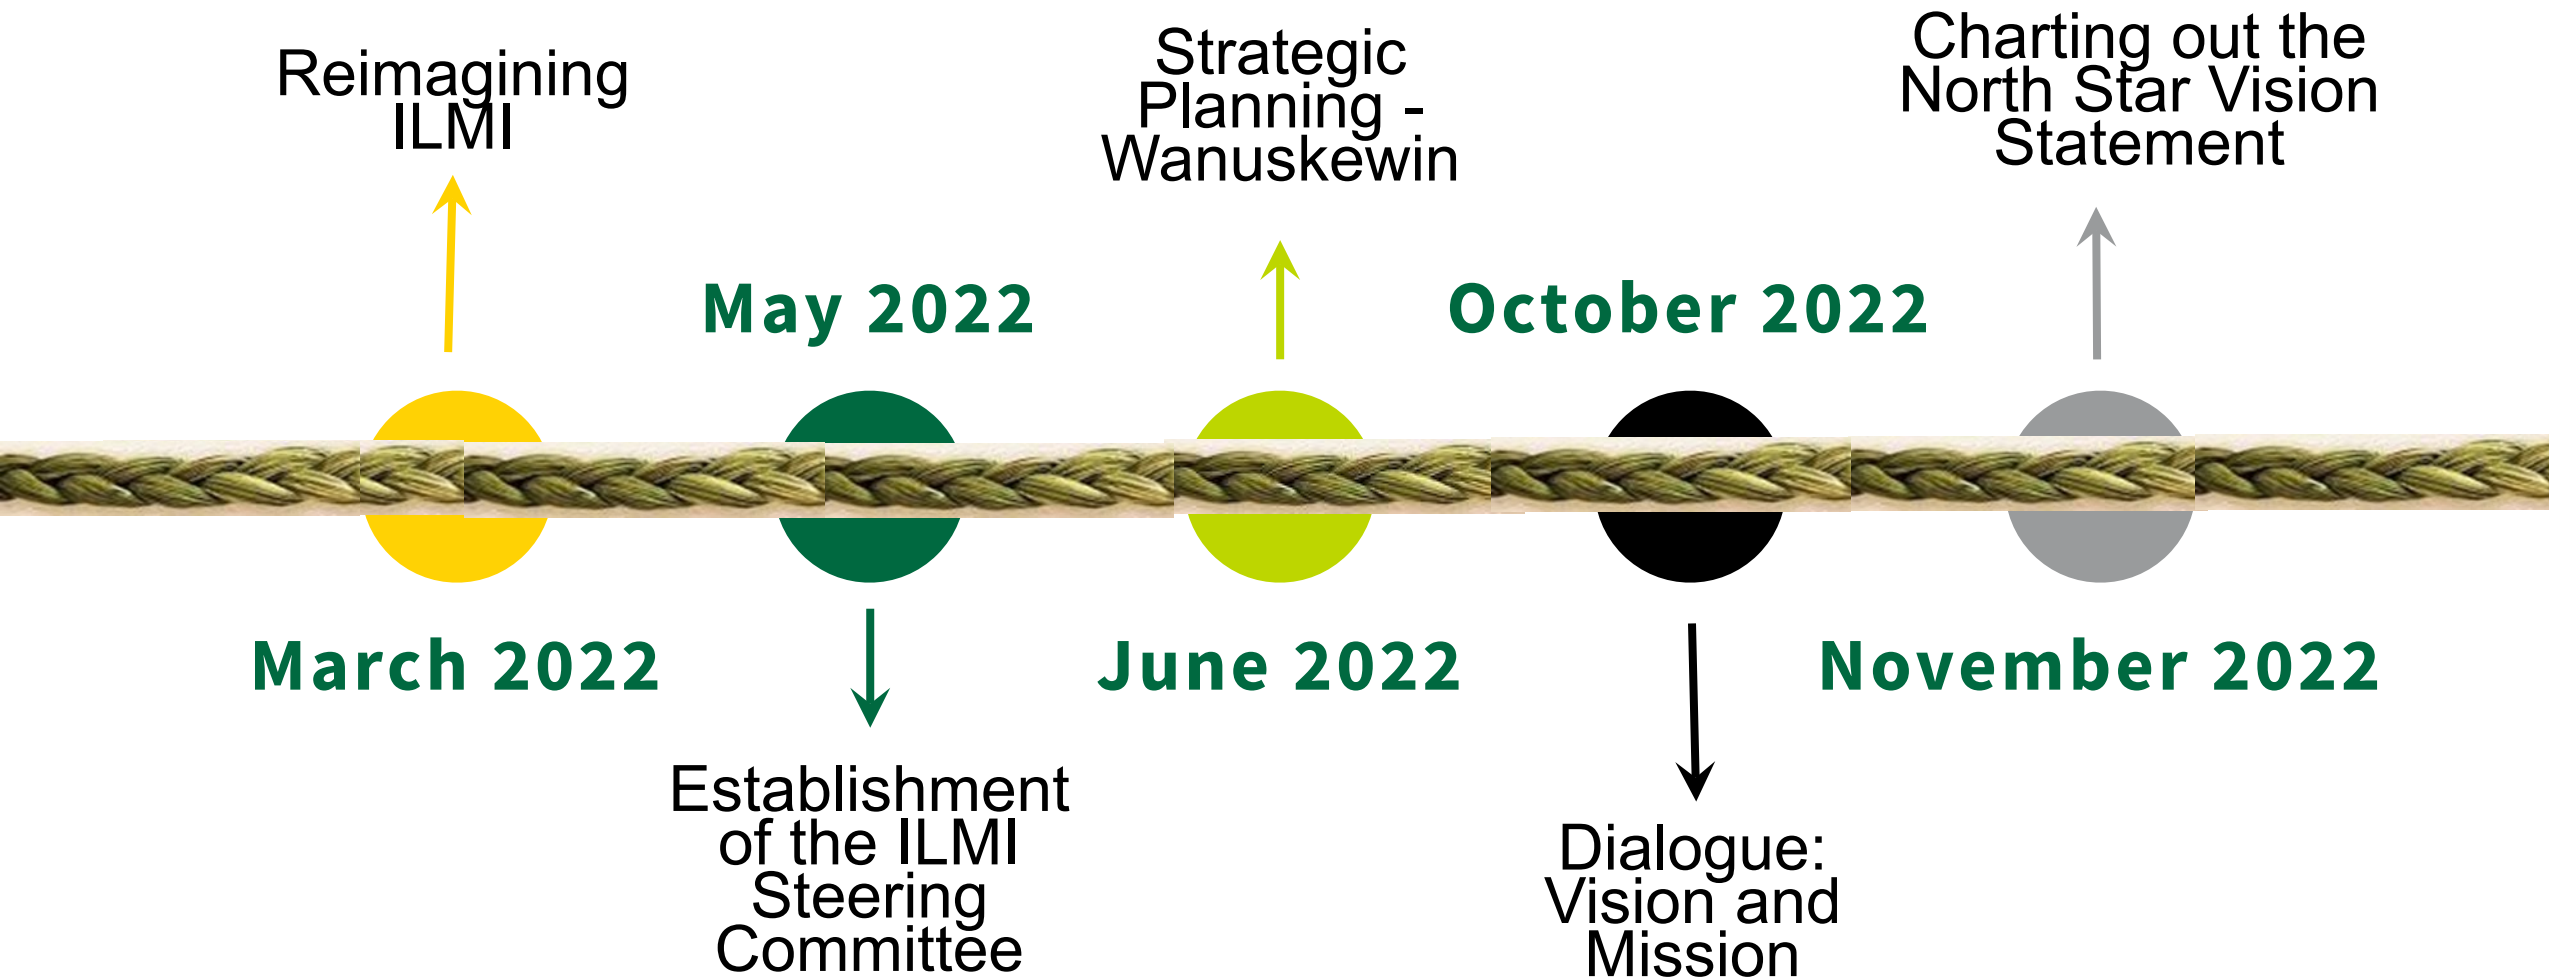 Reimagining
ILMI
March 2022
May 2022
Establishment
of the ILMI
Steering
Committee
Strategic
Planning -
Wanuskewin
June 2022
October 2022
Dialogue:
Vision and
Mission
Charting out the
North Star Vision
Statement
November 2022